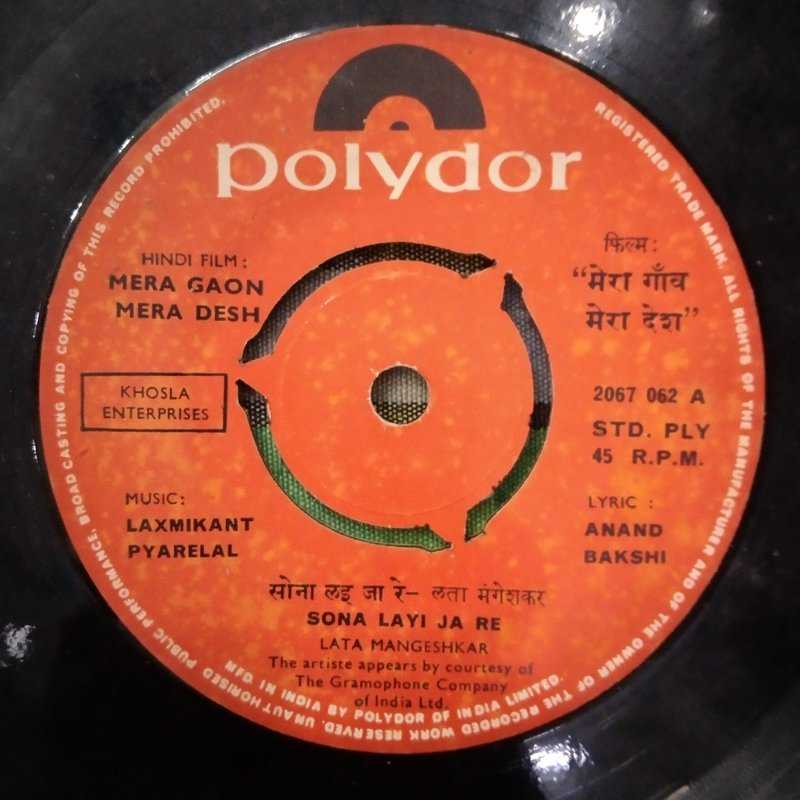 polydor
HINDI FILM :
MERA GAON
MERA DESH
KHOSLA
ENTERPRISES
MUSIC:
LAXMIKANT
PYARELAL
फिल्म :
“मेरा गाँव
मेरा देश”
2067 062 A
STD. PLY
45 R.P.M.
LYRIC :
ANAND
BAKSHI
सोना लइ जा रे– लता मंगेशकर
SONA LAYI JA RE
LATA MANGESHKAR
The artiste appears by courtesy of
The Gramophone Company
of India Ltd.
REGISTERED TRADE MARK. ALL RIGHTS OF THE MANUFACTURER AND OF THE OWNER OF THE RECORDED WORK RESERVED. UNAUTHORISED PUBLIC PERFORMANCE, BROADCASTING AND COPYING OF THIS RECORD PROHIBITED.
MFD. IN INDIA BY POLYDOR OF INDIA LIMITED.